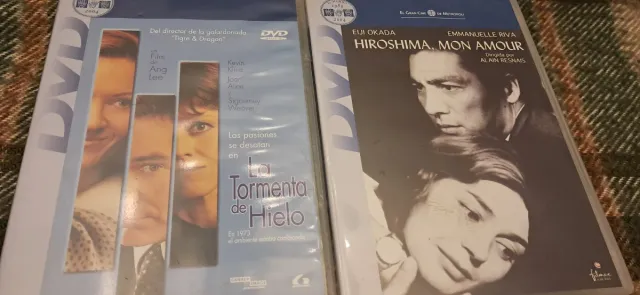 DVD
Del director de la galardonada
"Tigre & Dragon"
DVD
Un Film
de
Ang
Lee
Kevin
Kline
Joan
Allen
Sigourney
Weaver
Las pasiones
se desatan
en
La
Tormenta
de Hielo
En 1973
DVD
EIJI OKADA
EMMANUELLE RIVA
HIROSHIMA, MON AMOUR
Dirigida por
ALAIN RESNAIS
filmax